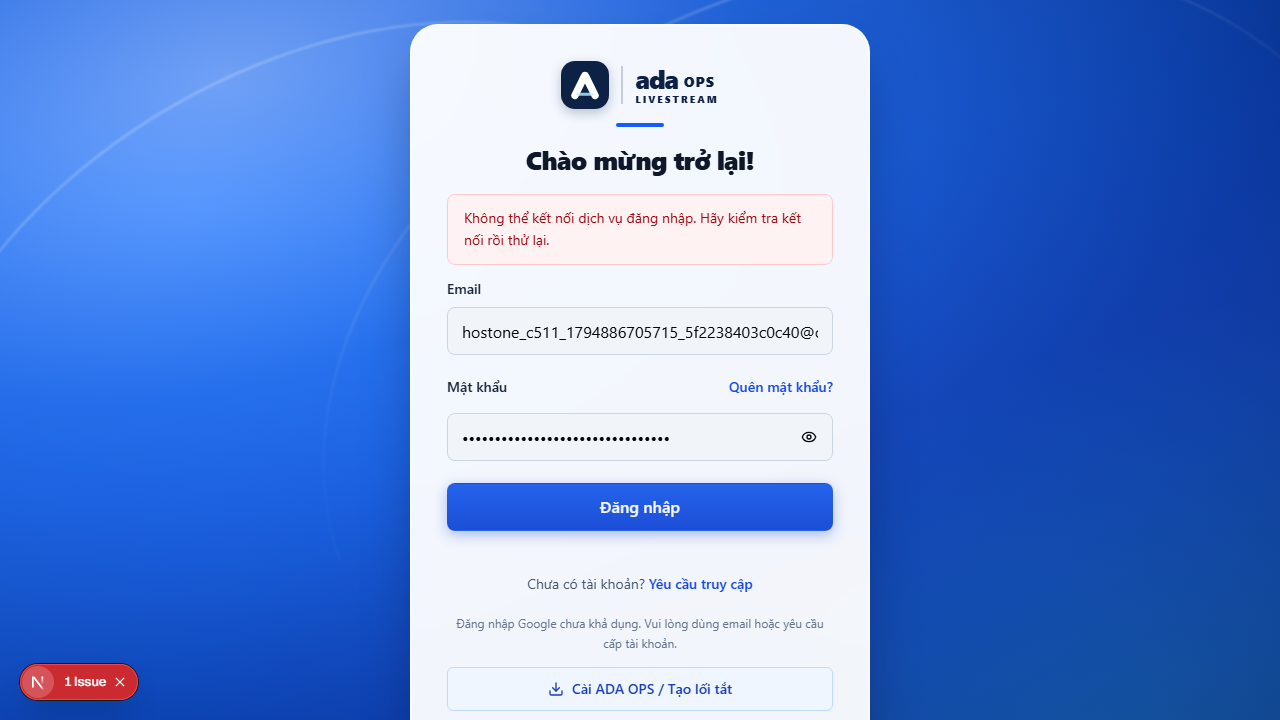 ada OPS
LIVESTREAM
Chào mừng trở lại!
Không thể kết nối dịch vụ đăng nhập. Hãy kiểm tra kết
nối rồi thử lại.
Email
hostone_c511_1794886705715_5f2238403c0c40@
Mật khẩu
Quên mật khẩu?
Đăng nhập
Chưa có tài khoản? Yêu cầu truy cập
Đăng nhập Google chưa khả dụng. Vui lòng dùng email hoặc yêu cầu
cấp tài khoản.
Cài ADA OPS / Tạo lối tắt
1 Issue